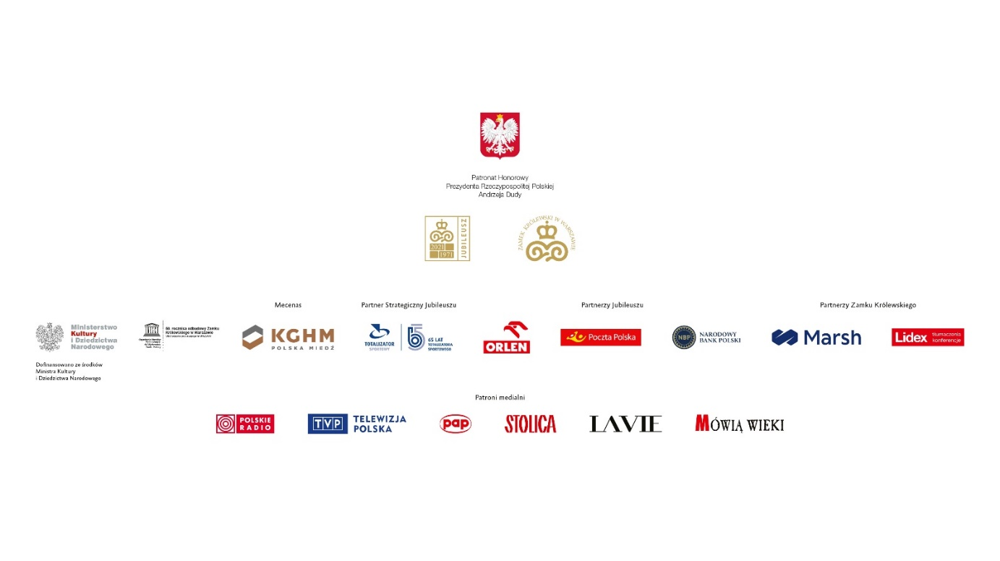 Patronat Honorowy
Prezydenta Rzeczypospolitej Polskiej
Andrzeja Dudy
JUBILEUSZ
2021
1971
ZAMEK KRÓLEWSKI W WARSZAWIE
Mecenas
Partner Strategiczny Jubileuszu
Partnerzy Jubileuszu
Partnerzy Zamku Królewskiego
Ministerstwo
Kultury
i Dziedzictwa
Narodowego
Dofinansowano ze środków
Ministra Kultury
i Dziedzictwa Narodowego
50. rocznica odbudowy Zamku
Królewskiego w Warszawie
KGHM
POLSKA MIEDŹ
TOTALIZATOR
SPORTOWY
65 LAT
TOTALIZATORA
SPORTOWEGO
ORLEN
Poczta Polska
NBP
NARODOWY
BANK POLSKI
Marsh
Lidex
tłumaczenia
konferencje
Patroni medialni
POLSKIE
RADIO
TVP
TELEWIZJA
POLSKA
pap
STOLICA
LAVIE
MÓWIĄ WIEKI